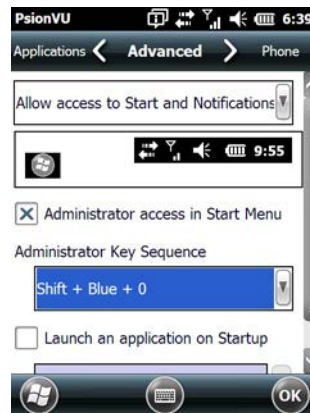 PsionVU 6:39
Applications Advanced Phone
Allow access to Start and Notifications
9:55
Administrator access in Start Menu
Administrator Key Sequence
Shift + Blue + 0
Launch an application on Startup
OK